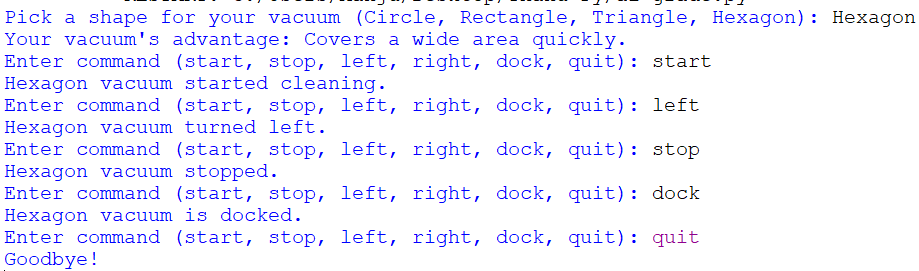 Pick a shape for your vacuum (Circle, Rectangle, Triangle, Hexagon): Hexagon
Your vacuum's advantage: Covers a wide area quickly.
Enter command (start, stop, left, right, dock, quit): start
Hexagon vacuum started cleaning.
Enter command (start, stop, left, right, dock, quit): left
Hexagon vacuum turned left.
Enter command (start, stop, left, right, dock, quit): stop
Hexagon vacuum stopped.
Enter command (start, stop, left, right, dock, quit): dock
Hexagon vacuum is docked.
Enter command (start, stop, left, right, dock, quit): quit
Goodbye!